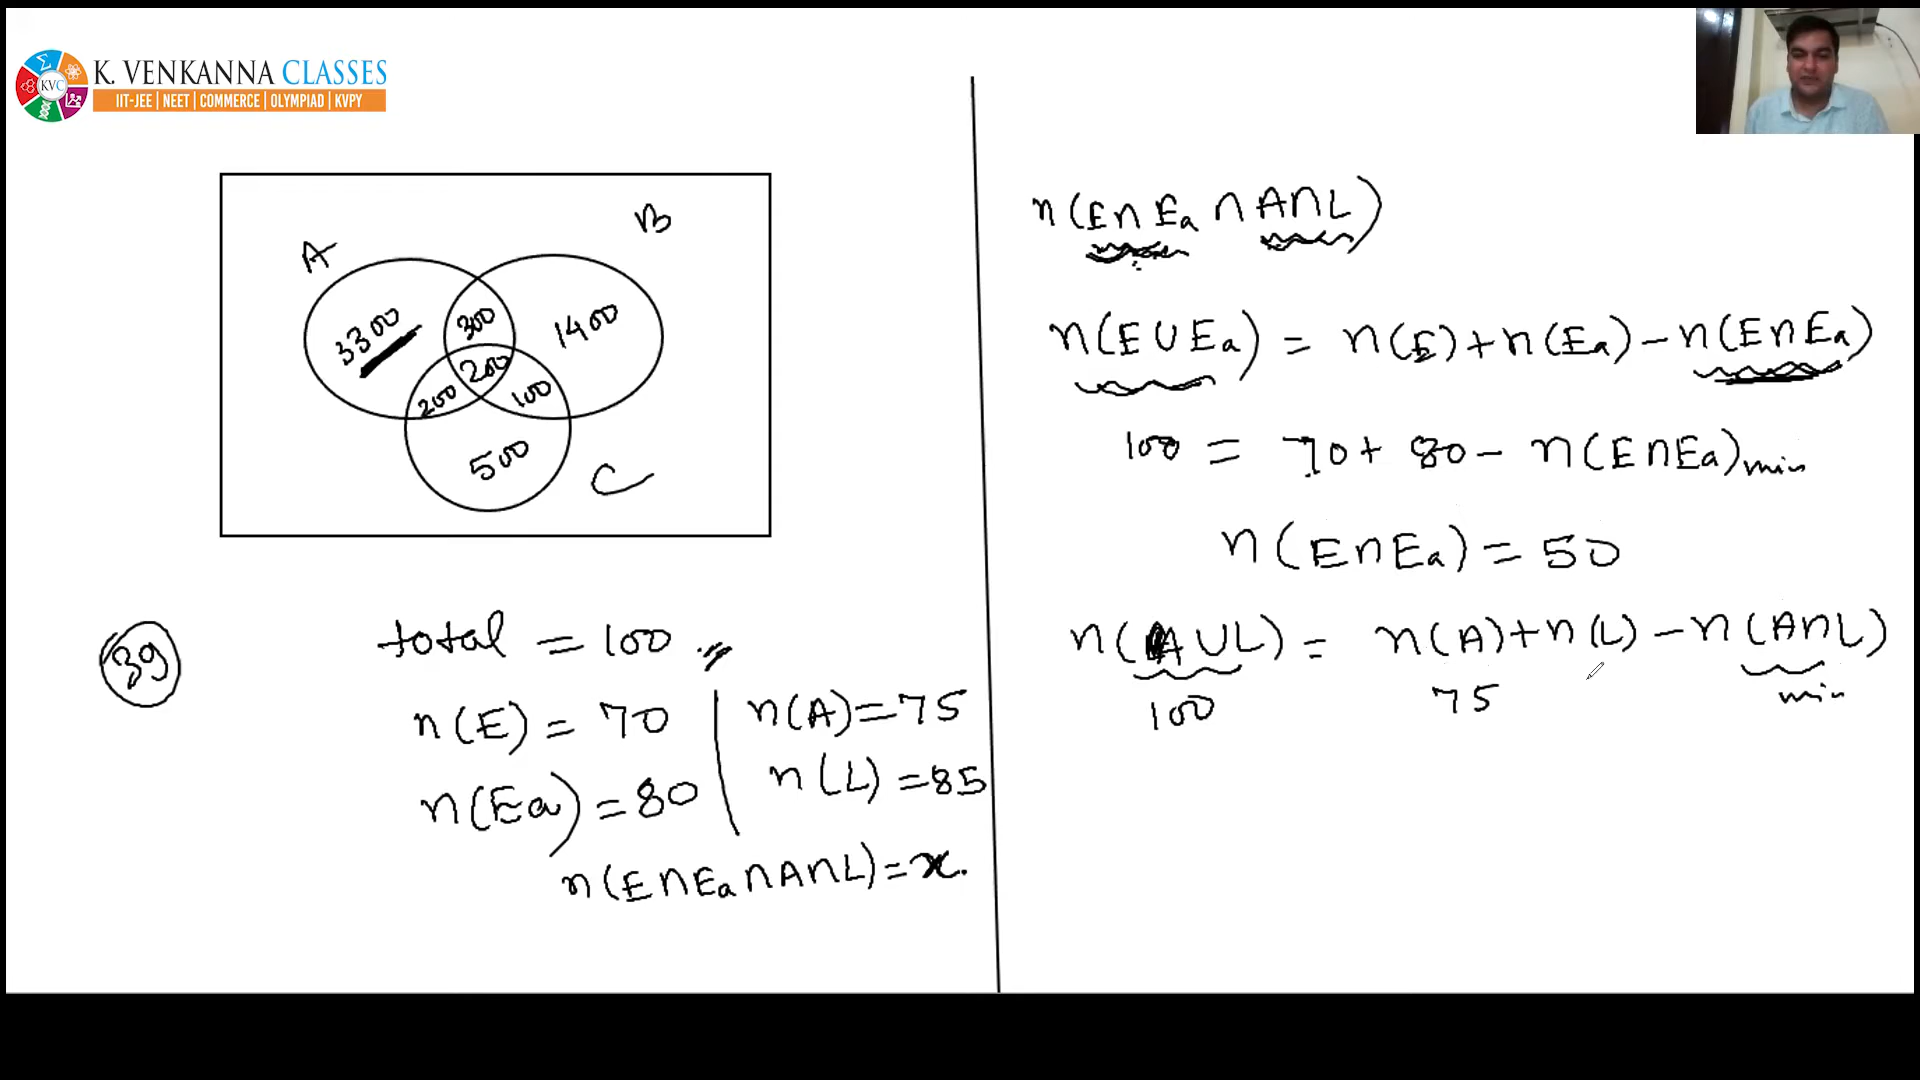 K. VENKANNA CLASSES
IIT-JEE | NEET | COMMERCE | OLYMPIAD | KVPY
KVC
A
B
3300
300
1400
200
200
100
500
C
39
total = 100
n(E) = 70
n(Ea) = 80
n(A) = 75
n(L) = 85
n(E∩Ea∩A∩L) = x.
n(E∩Ea∩A∩L)
n(E∪Ea) = n(E)+n(Ea)-n(E∩Ea)
100 = 70 + 80 - n(E∩Ea)min
n(E∩Ea) = 50
n(A∪L) = n(A)+n(L)-n(A∩L)
100 75 min